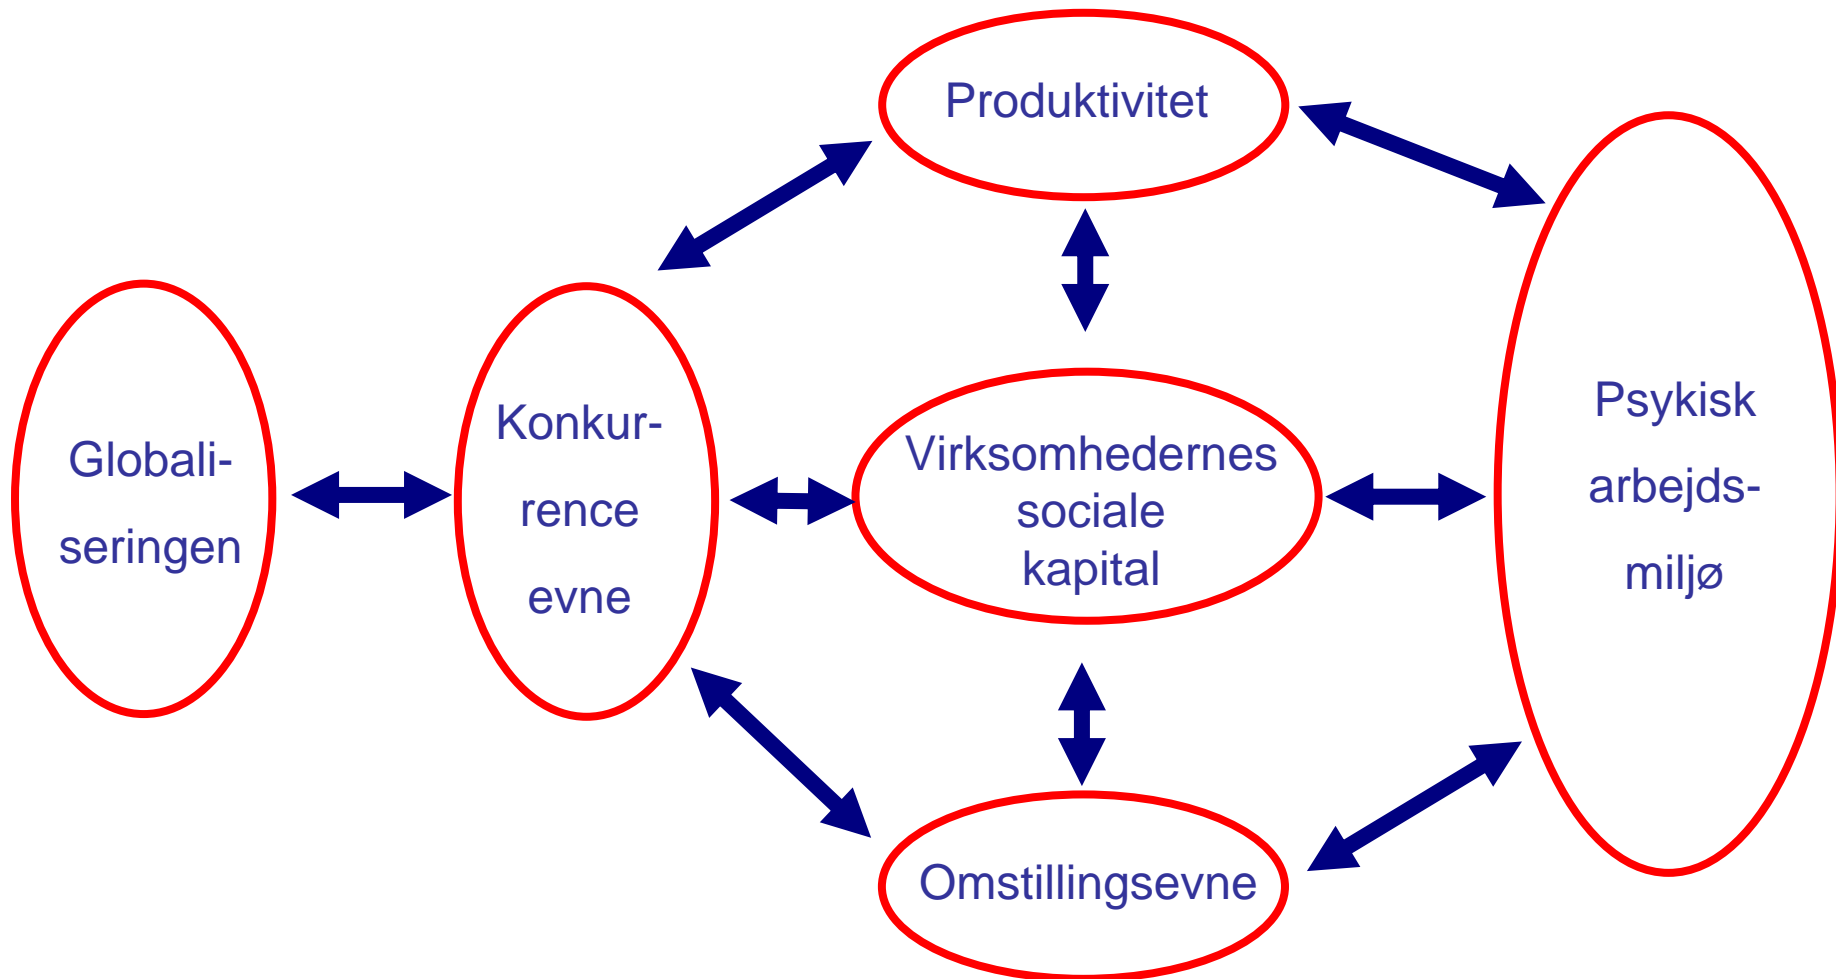 Produktivitet
Globali-
seringen
Konkur-
rence
evne
Virksomhedernes
sociale
kapital
Psykisk
arbejds-
miljø
Omstillingsevne